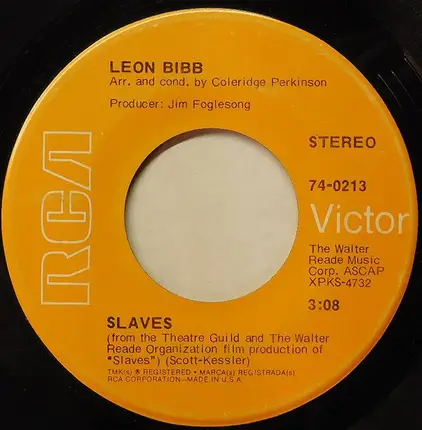 LEON BIBB
Arr. and cond. by Coleridge Perkinson
Producer: Jim Foglesong
RCA
STEREO
74-0213
Victor
The Walter
Reade Music
Corp. ASCAP
XPKS-4732
3:08
SLAVES
(from the Theatre Guild and The Walter
Reade Organization film production of
"Slaves") (Scott-Kessler)
TMK(s) ® REGISTERED • MARCA(s) REGISTRADA(s)
RCA CORPORATION—MADE IN U.S.A.